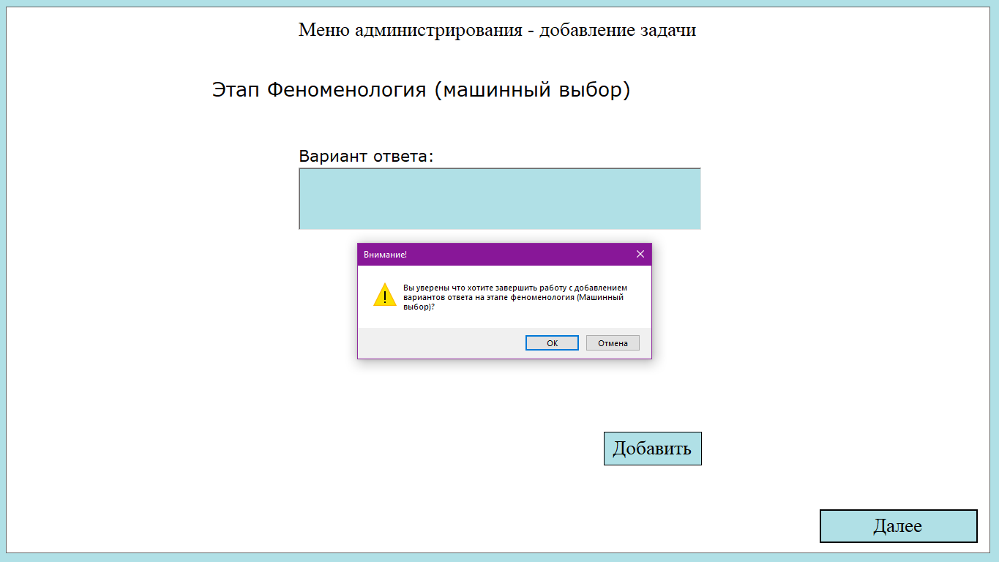 Меню администрирования - добавление задачи
Этап Феноменология (машинный выбор)
Вариант ответа:
Внимание!
Вы уверены что хотите завершить работу с добавлением
вариантов ответа на этапе феноменология (Машинный
выбор)?
ОК
Отмена
Добавить
Далее